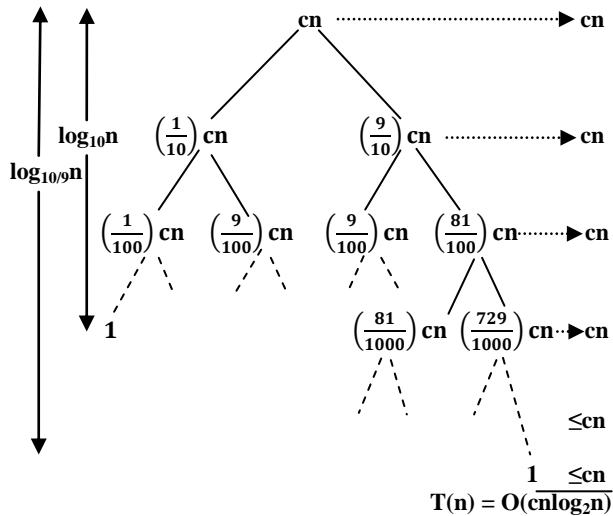 cn cn
log₁₀n (1/10) cn (9/10) cn cn
log₁₀/₉n
(1/100) cn (9/100) cn (9/100) cn (81/100) cn cn
1 (81/1000) cn (729/1000) cn cn
≤cn
1 ≤cn
T(n) = O(cnlog₂n)